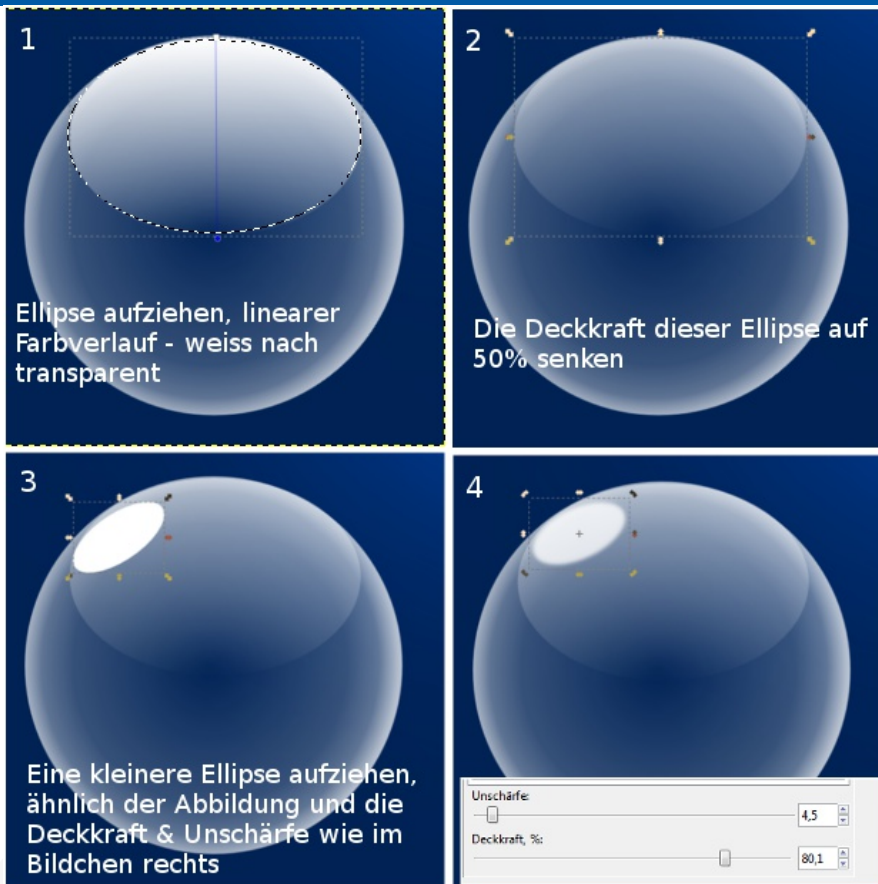 1
Ellipse aufziehen, linearer
Farbverlauf - weiss nach
transparent
2
Die Deckkraft dieser Ellipse auf
50% senken
3
Eine kleinere Ellipse aufziehen,
ähnlich der Abbildung und die
Deckkraft & Unschärfe wie im
Bildchen rechts
4
Unschärfe:
4,5
Deckkraft, %:
80,1